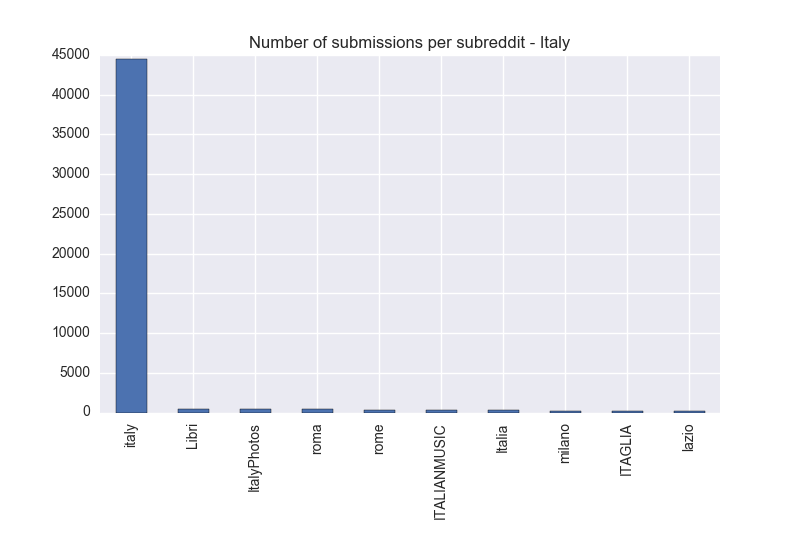 Number of submissions per subreddit - Italy
45000
40000
35000
30000
25000
20000
15000
10000
5000
0
italy
Libri
ItalyPhotos
roma
rome
ITALIANMUSIC
Italia
milano
ITAGLIA
lazio